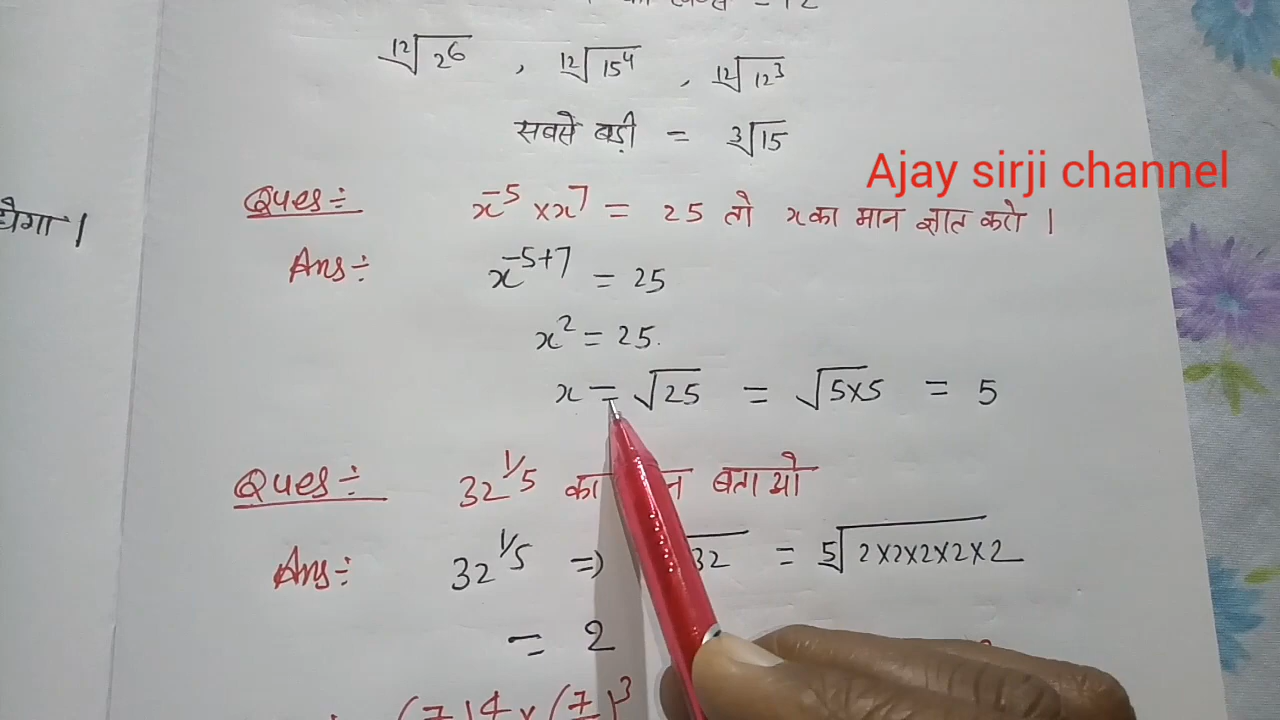 = 12
¹²√2⁶ , ¹²√15⁴ , ¹²√12³
सबसे बड़ी = ³√15
Ajay sirji channel
Ques÷ x⁻⁵ × x⁷ = 25 तो x का मान ज्ञात करो ।
Ans÷ x⁻⁵⁺⁷ = 25
x² = 25.
x = √25 = √5×5 = 5
Ques÷ 32^1/5 का बताओ
Ans÷ 32^1/5 ⇒ 32 = ⁵√2×2×2×2×2
= 2